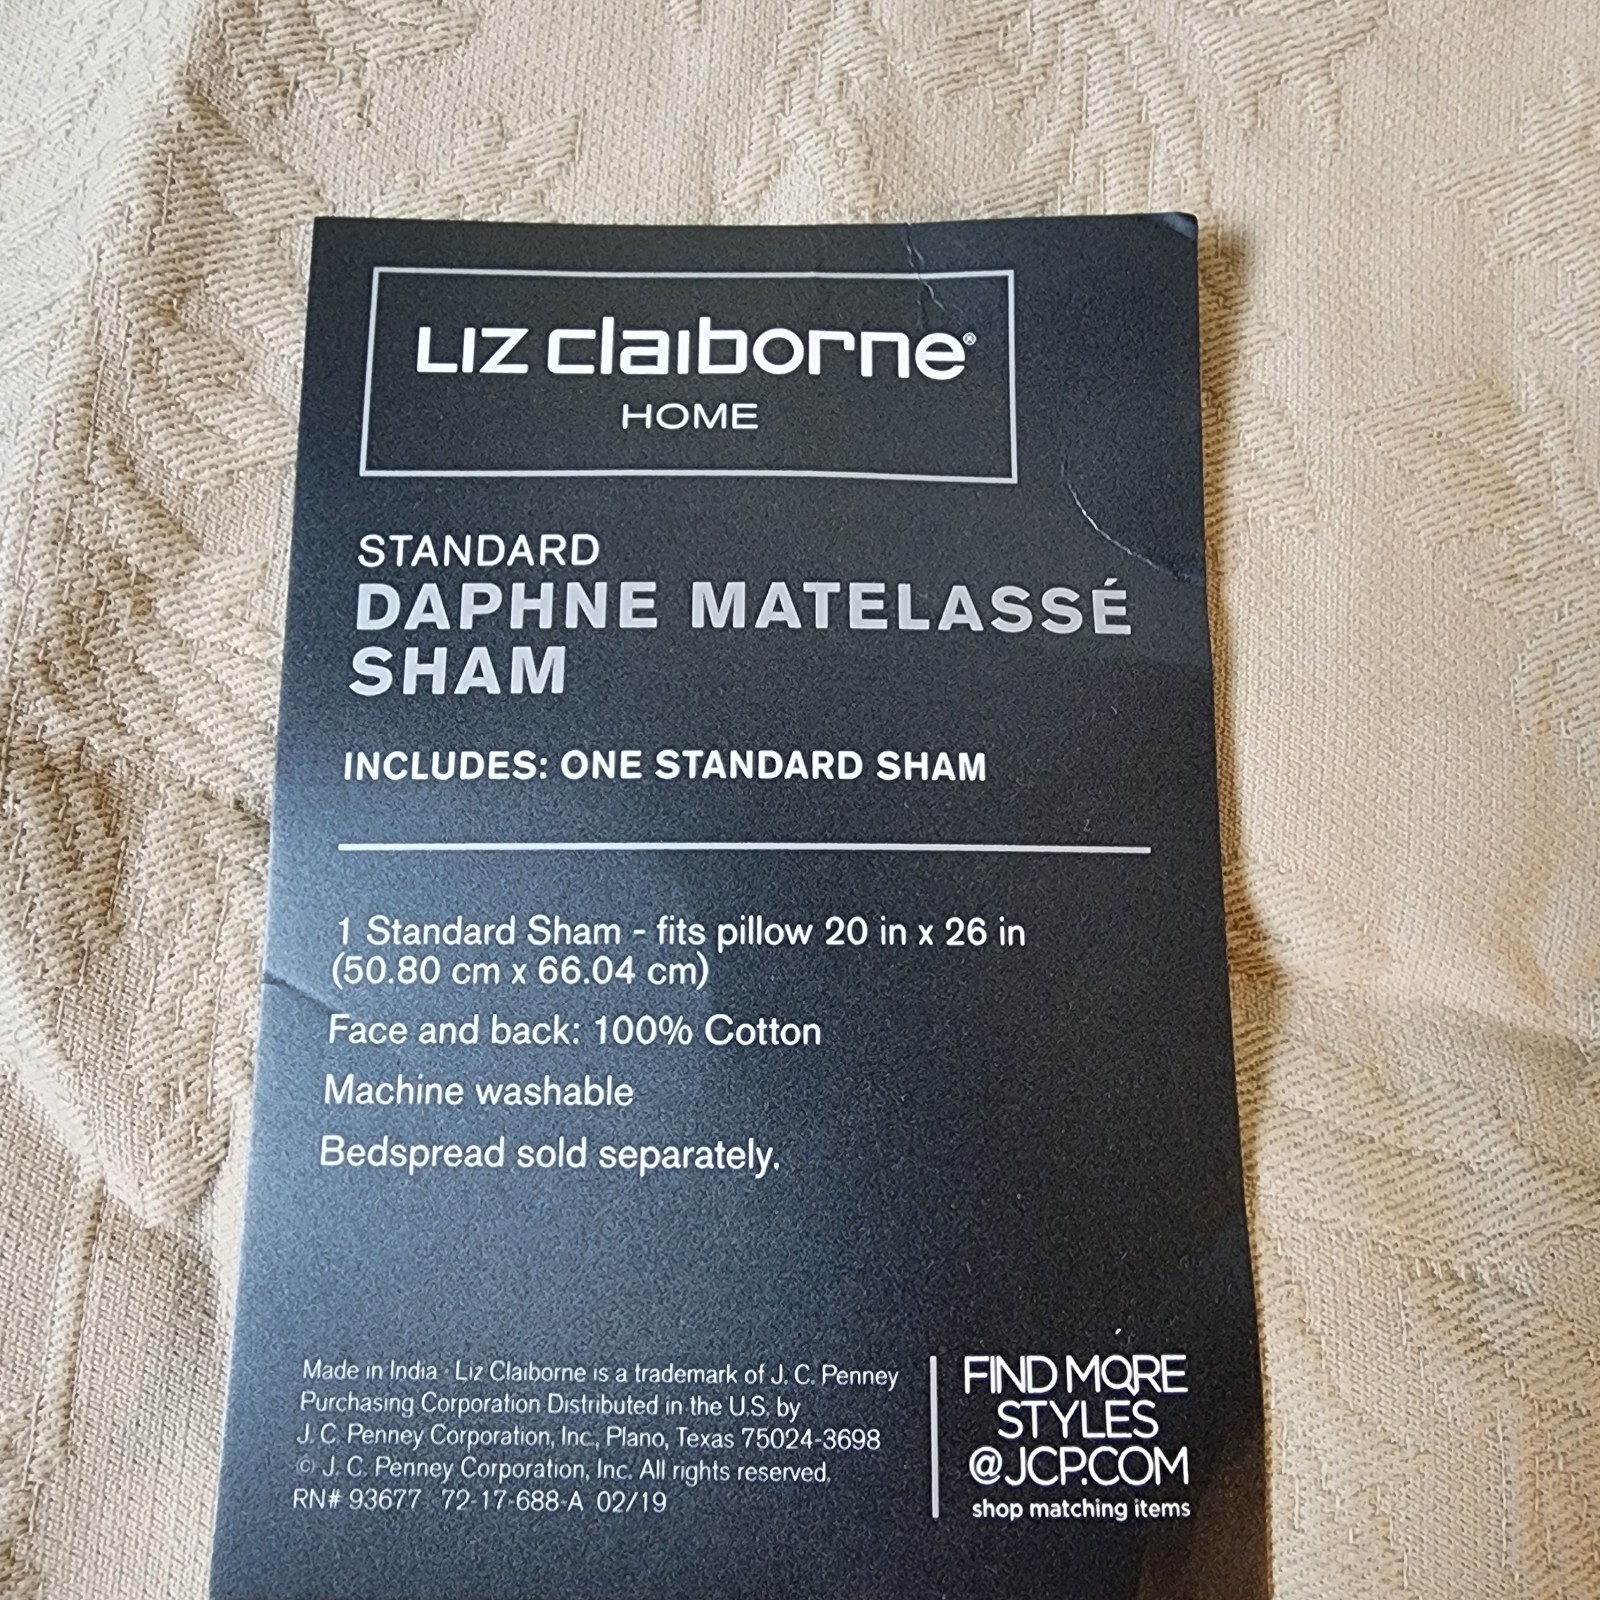 LIZ claiborne®
HOME
STANDARD
DAPHNE MATELASSÉ
SHAM
INCLUDES: ONE STANDARD SHAM
1 Standard Sham - fits pillow 20 in x 26 in
(50.80 cm x 66.04 cm)
Face and back: 100% Cotton
Machine washable
Bedspread sold separately.
Made in India · Liz Claiborne is a trademark of J. C. Penney
Purchasing Corporation Distributed in the U.S. by
J. C. Penney Corporation, Inc., Plano, Texas 75024-3698
© J. C. Penney Corporation, Inc. All rights reserved.
RN# 93677 72-17-688-A 02/19
FIND MORE
STYLES
@JCP.COM
shop matching items